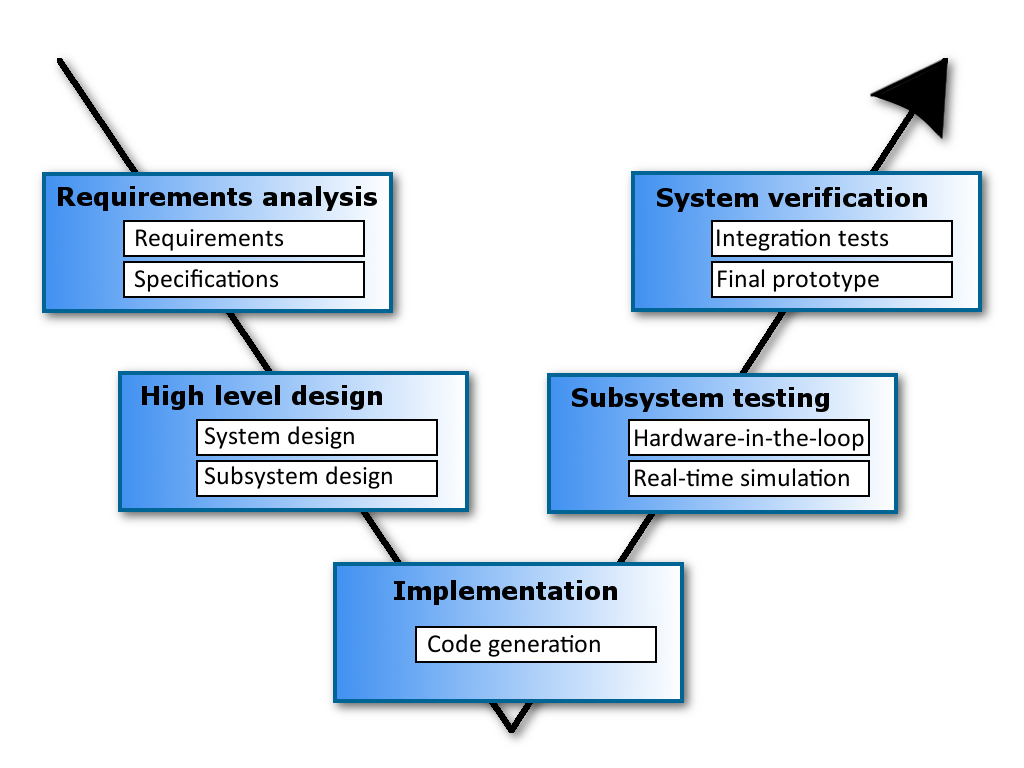 Requirements analysis
Requirements
Specifications
High level design
System design
Subsystem design
Implementation
Code generation
Subsystem testing
Hardware-in-the-loop
Real-time simulation
System verification
Integration tests
Final prototype